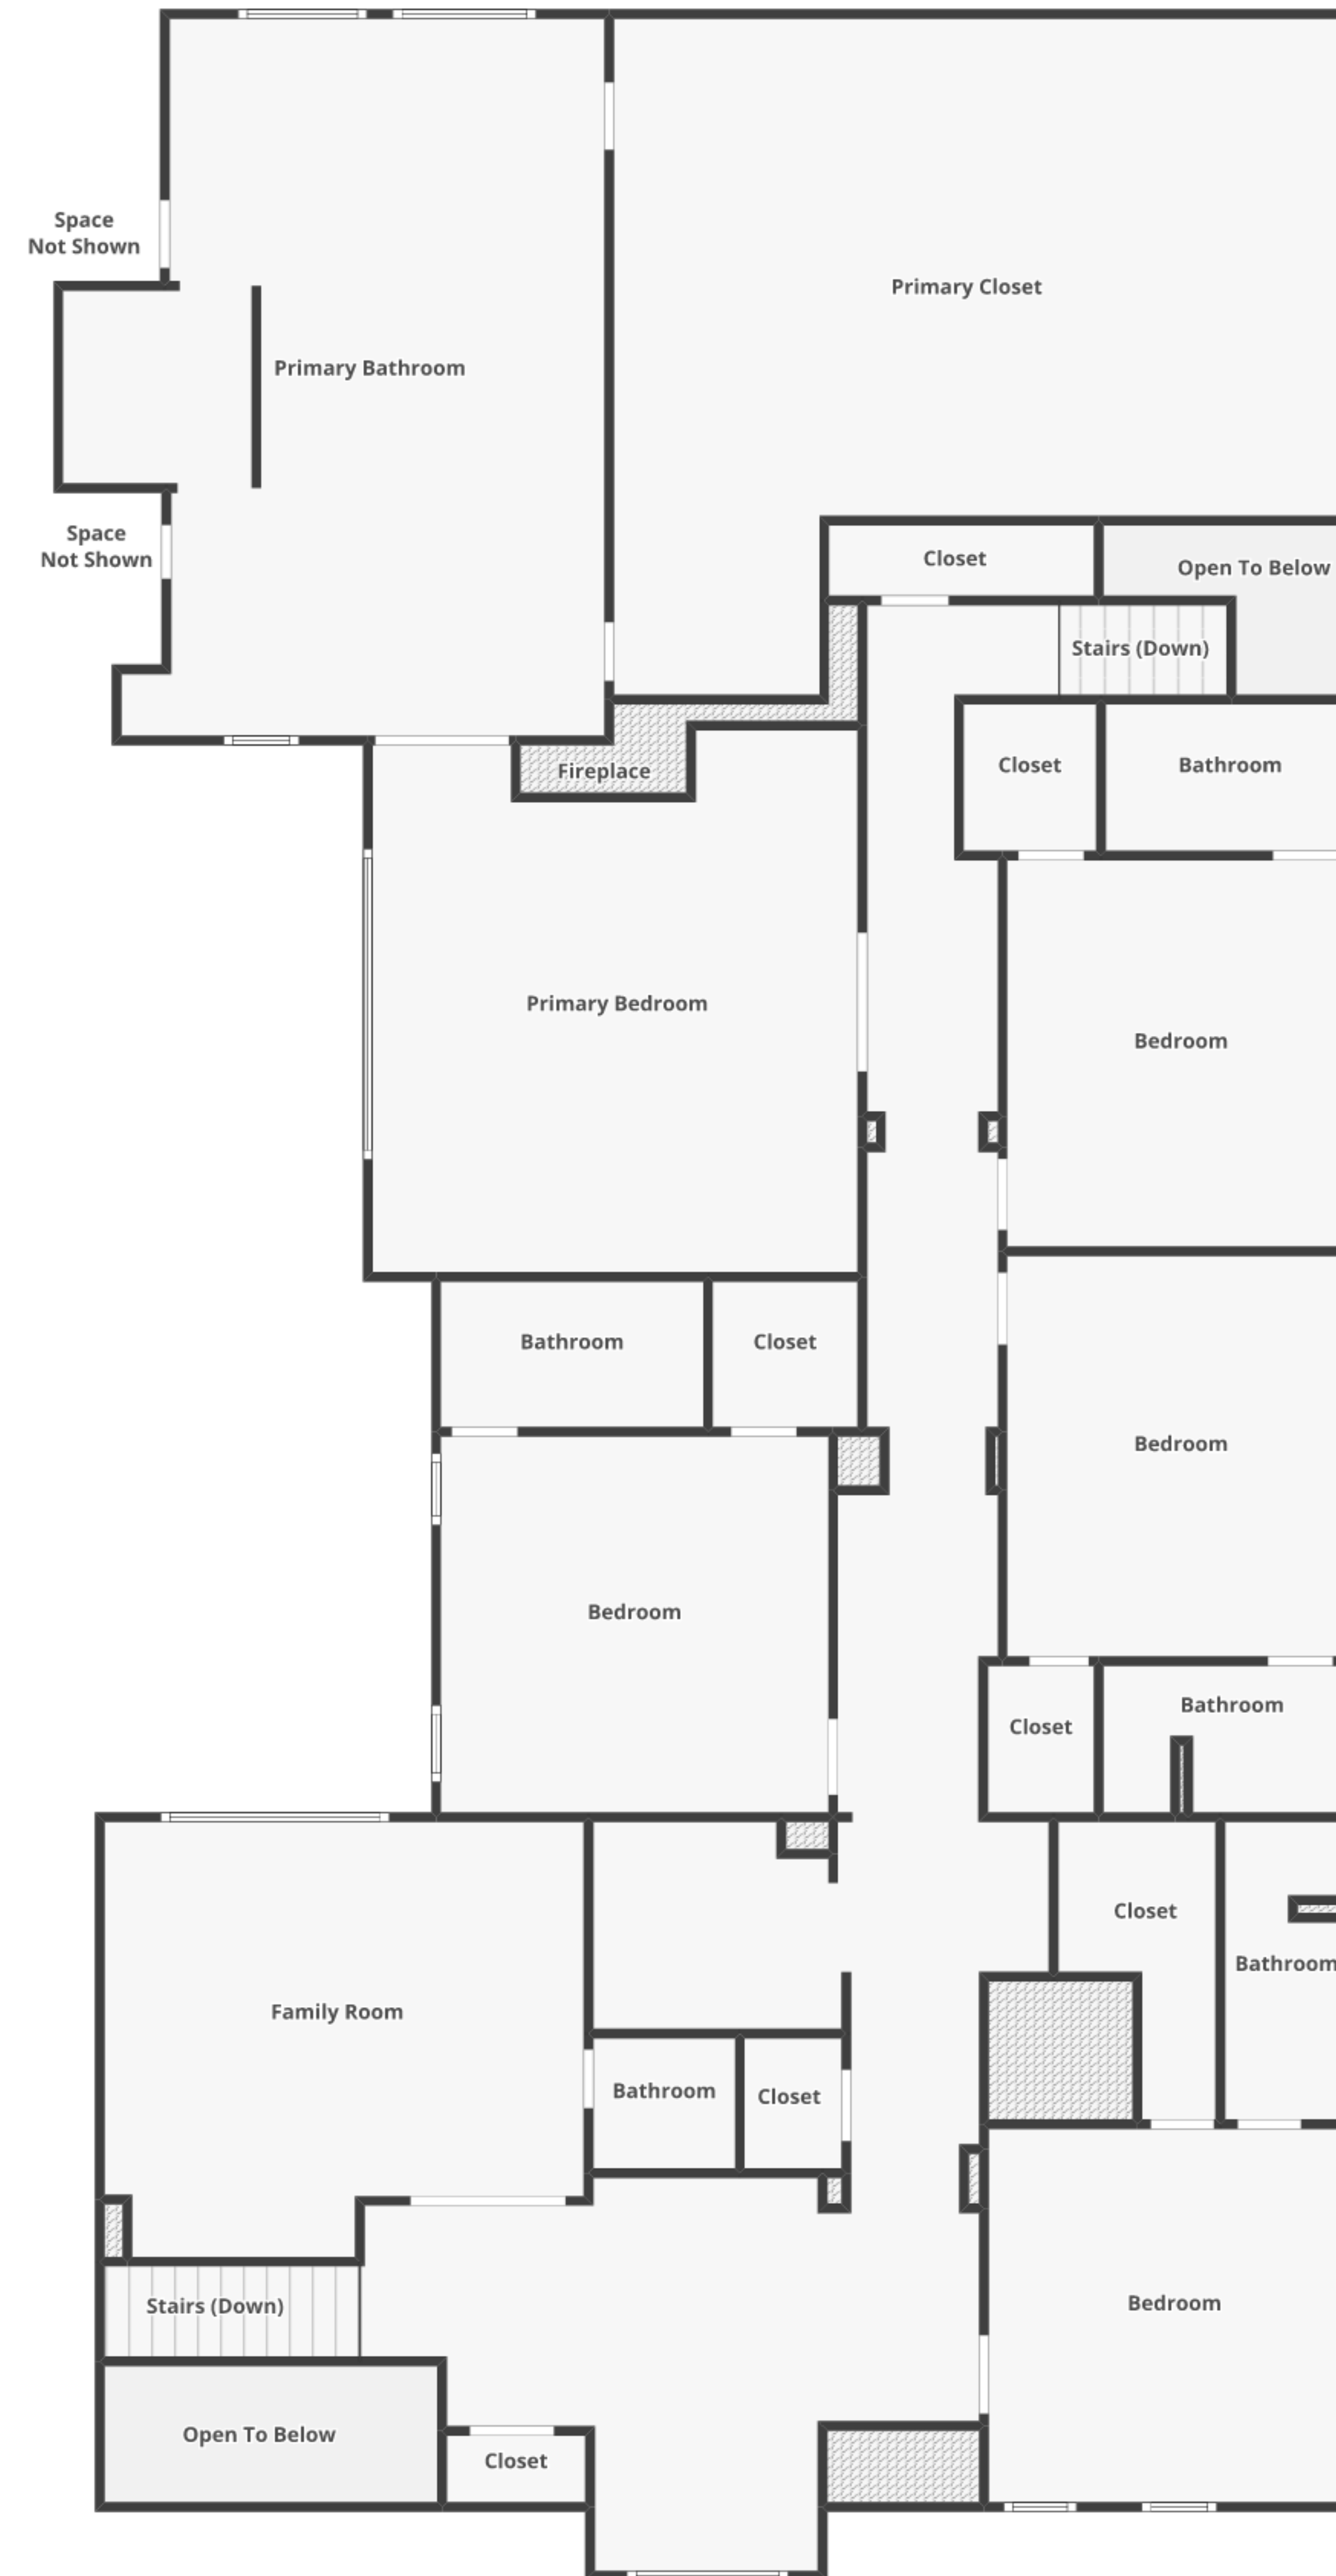 Space
Not Shown
Primary Closet
Primary Bathroom
Space
Not Shown
Closet
Open To Below
Stairs (Down)
Fireplace
Closet
Bathroom
Primary Bedroom
Bedroom
Bathroom
Closet
Bedroom
Bedroom
Bathroom
Closet
Closet
Bathroom
Family Room
Bathroom
Closet
Stairs (Down)
Bedroom
Open To Below
Closet